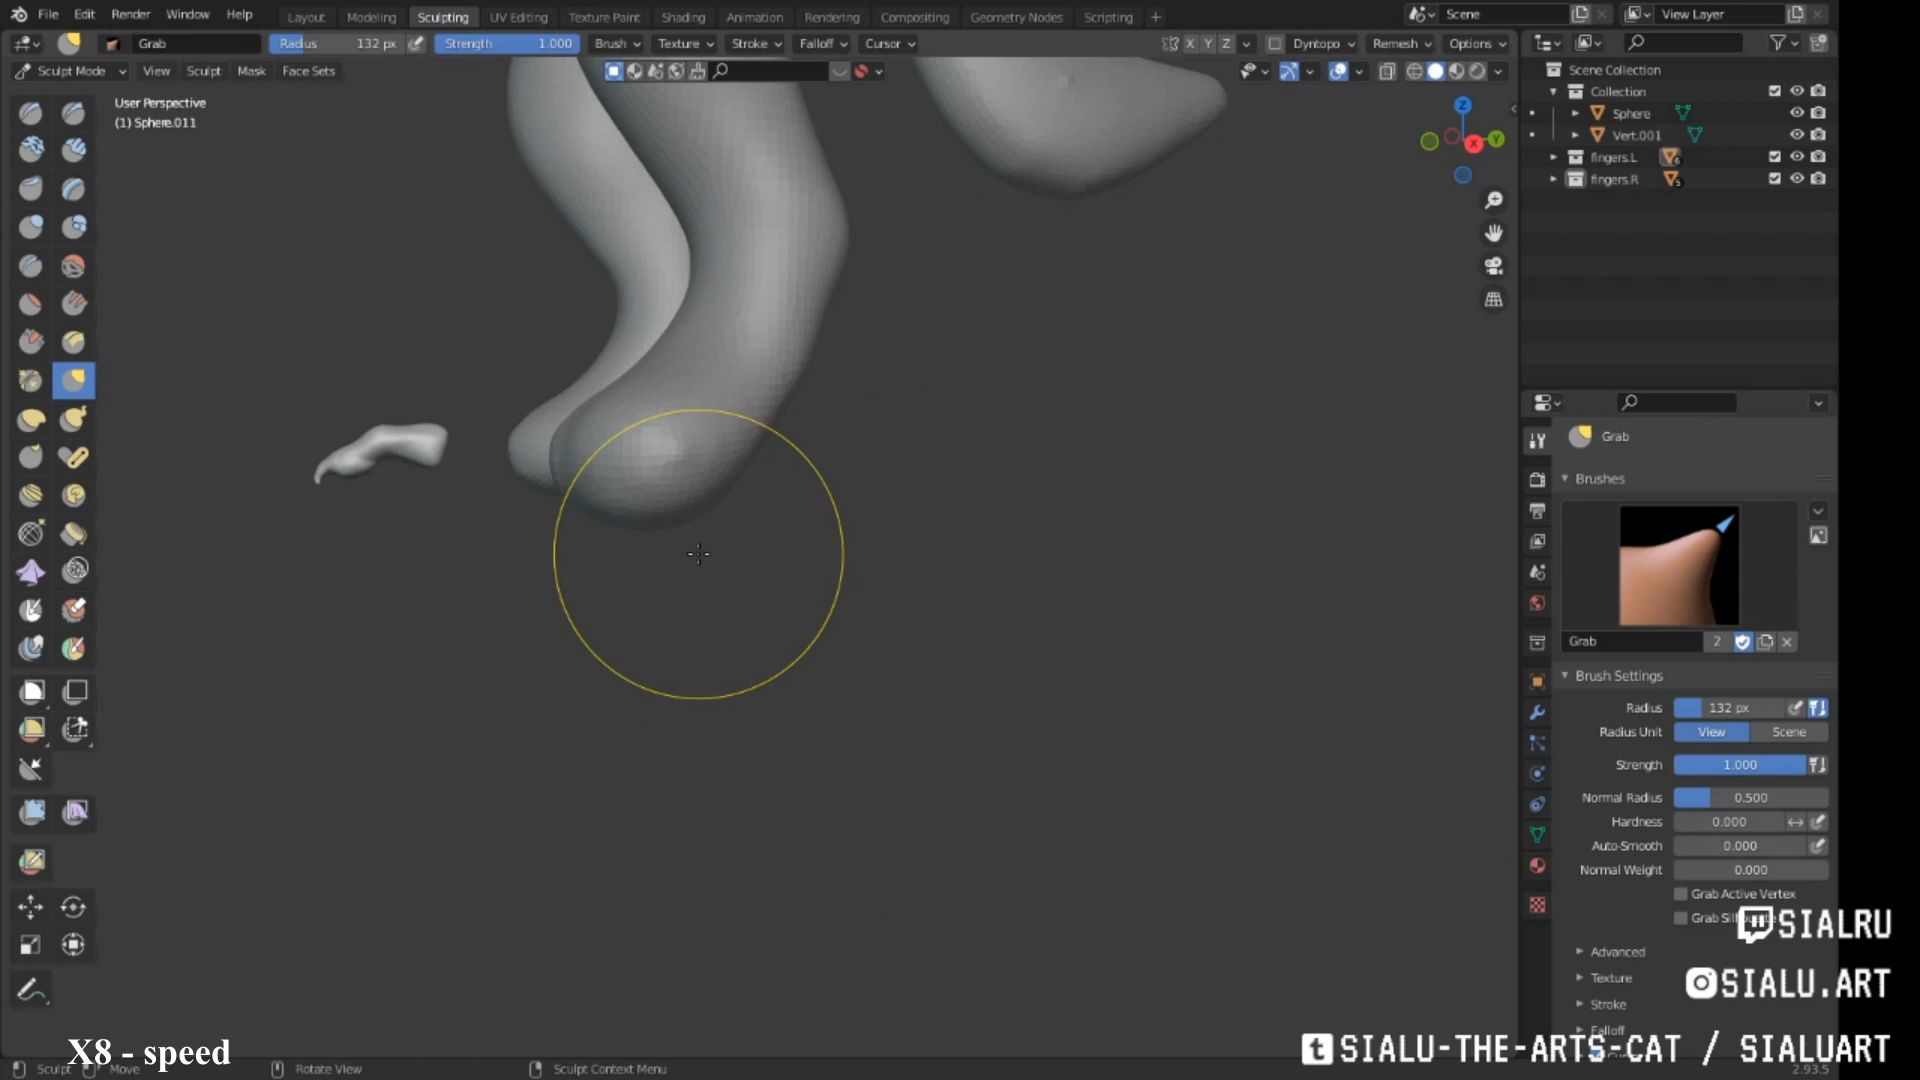 File Edit Render Window Help Layout Modeling Sculpting UV Editing Texture Paint Shading Animation Rendering Compositing Geometry Nodes Scripting + Scene View Layer
Grab Radius 132 px Strength 1.000 Brush Texture Stroke Falloff Cursor X Y Z Dyntopo Remesh Options
Sculpt Mode View Sculpt Mask Face Sets
Scene Collection
Collection
Sphere
Vert.001
fingers.L 6
fingers.R 5
User Perspective
(1) Sphere.011
Z
X Y
Grab
Brushes
Grab 2
Brush Settings
Radius 132 px
Radius Unit View Scene
Strength 1.000
Normal Radius 0.500
Hardness 0.000
Auto-Smooth 0.000
Normal Weight 0.000
Grab Active Vertex
Grab
SIALRU
Advanced
Texture
SIALU.ART
Stroke
Falloff
X8 - speed
SIALU-THE-ARTS-CAT / SIALUART
Sculpt Move Rotate View Sculpt Context Menu 2.93.5